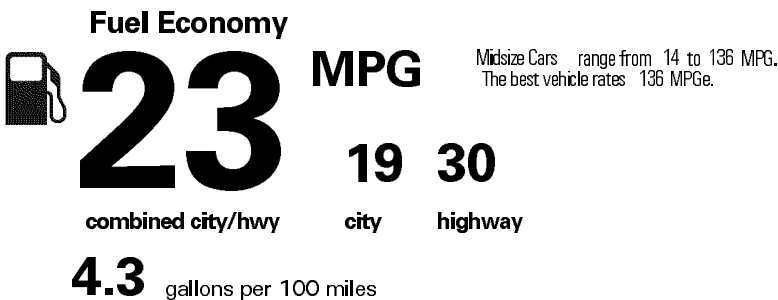 Fuel Economy
23 MPG
Midsize Cars range from 14 to 136 MPG.
The best vehicle rates 136 MPGe.
19 30
combined city/hwy city highway
4.3 gallons per 100 miles